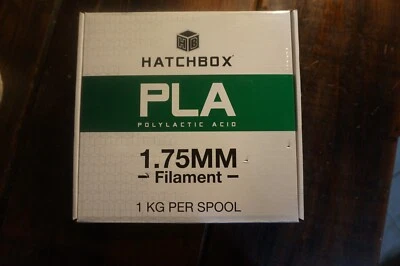 HATCHBOX®
PLA
POLYLACTIC ACID
1.75MM
- Filament -
1 KG PER SPOOL